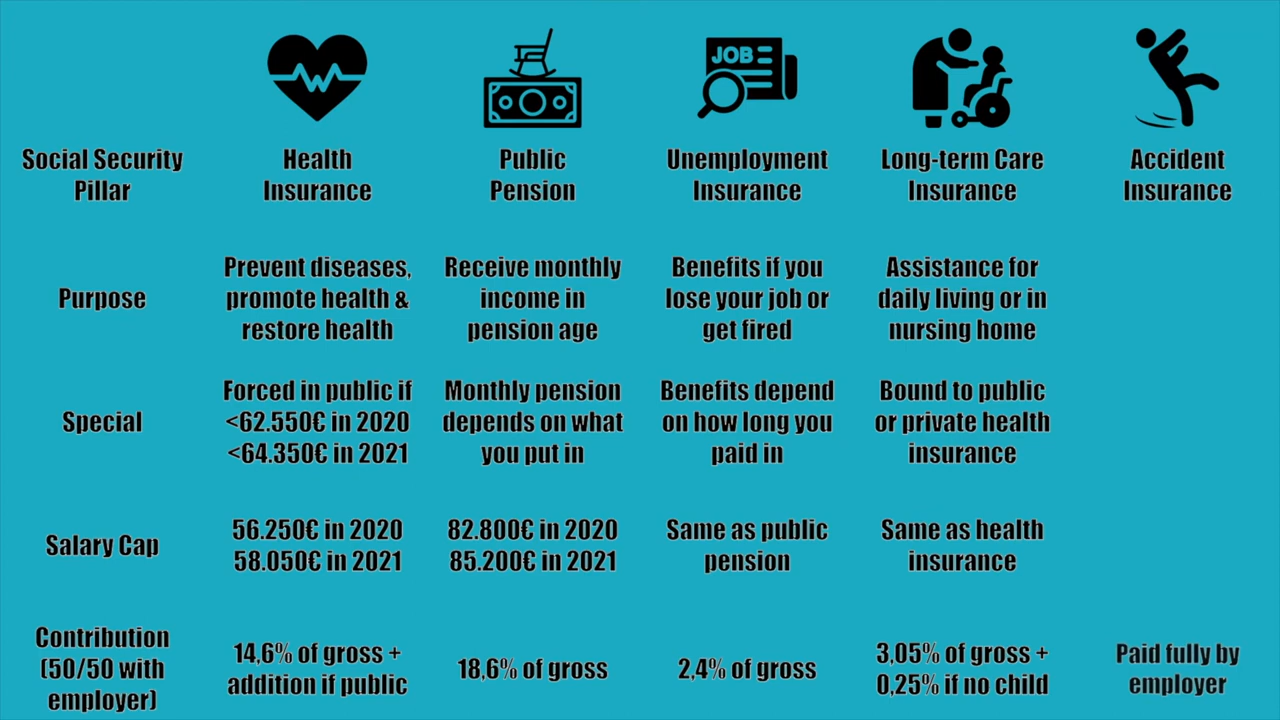 JOB
Social Security
Pillar
Health
Insurance
Public
Pension
Unemployment
Insurance
Long-term Care
Insurance
Accident
Insurance
Purpose
Prevent diseases,
promote health &
restore health
Receive monthly
income in
pension age
Benefits if you
lose your job or
get fired
Assistance for
daily living or in
nursing home
Special
Forced in public if
<62.550€ in 2020
<64.350€ in 2021
Monthly pension
depends on what
you put in
Benefits depend
on how long you
paid in
Bound to public
or private health
insurance
Salary Cap
56.250€ in 2020
58.050€ in 2021
82.800€ in 2020
85.200€ in 2021
Same as public
pension
Same as health
insurance
Contribution
(50/50 with
employer)
14,6% of gross +
addition if public
18,6% of gross
2,4% of gross
3,05% of gross +
0,25% if no child
Paid fully by
employer